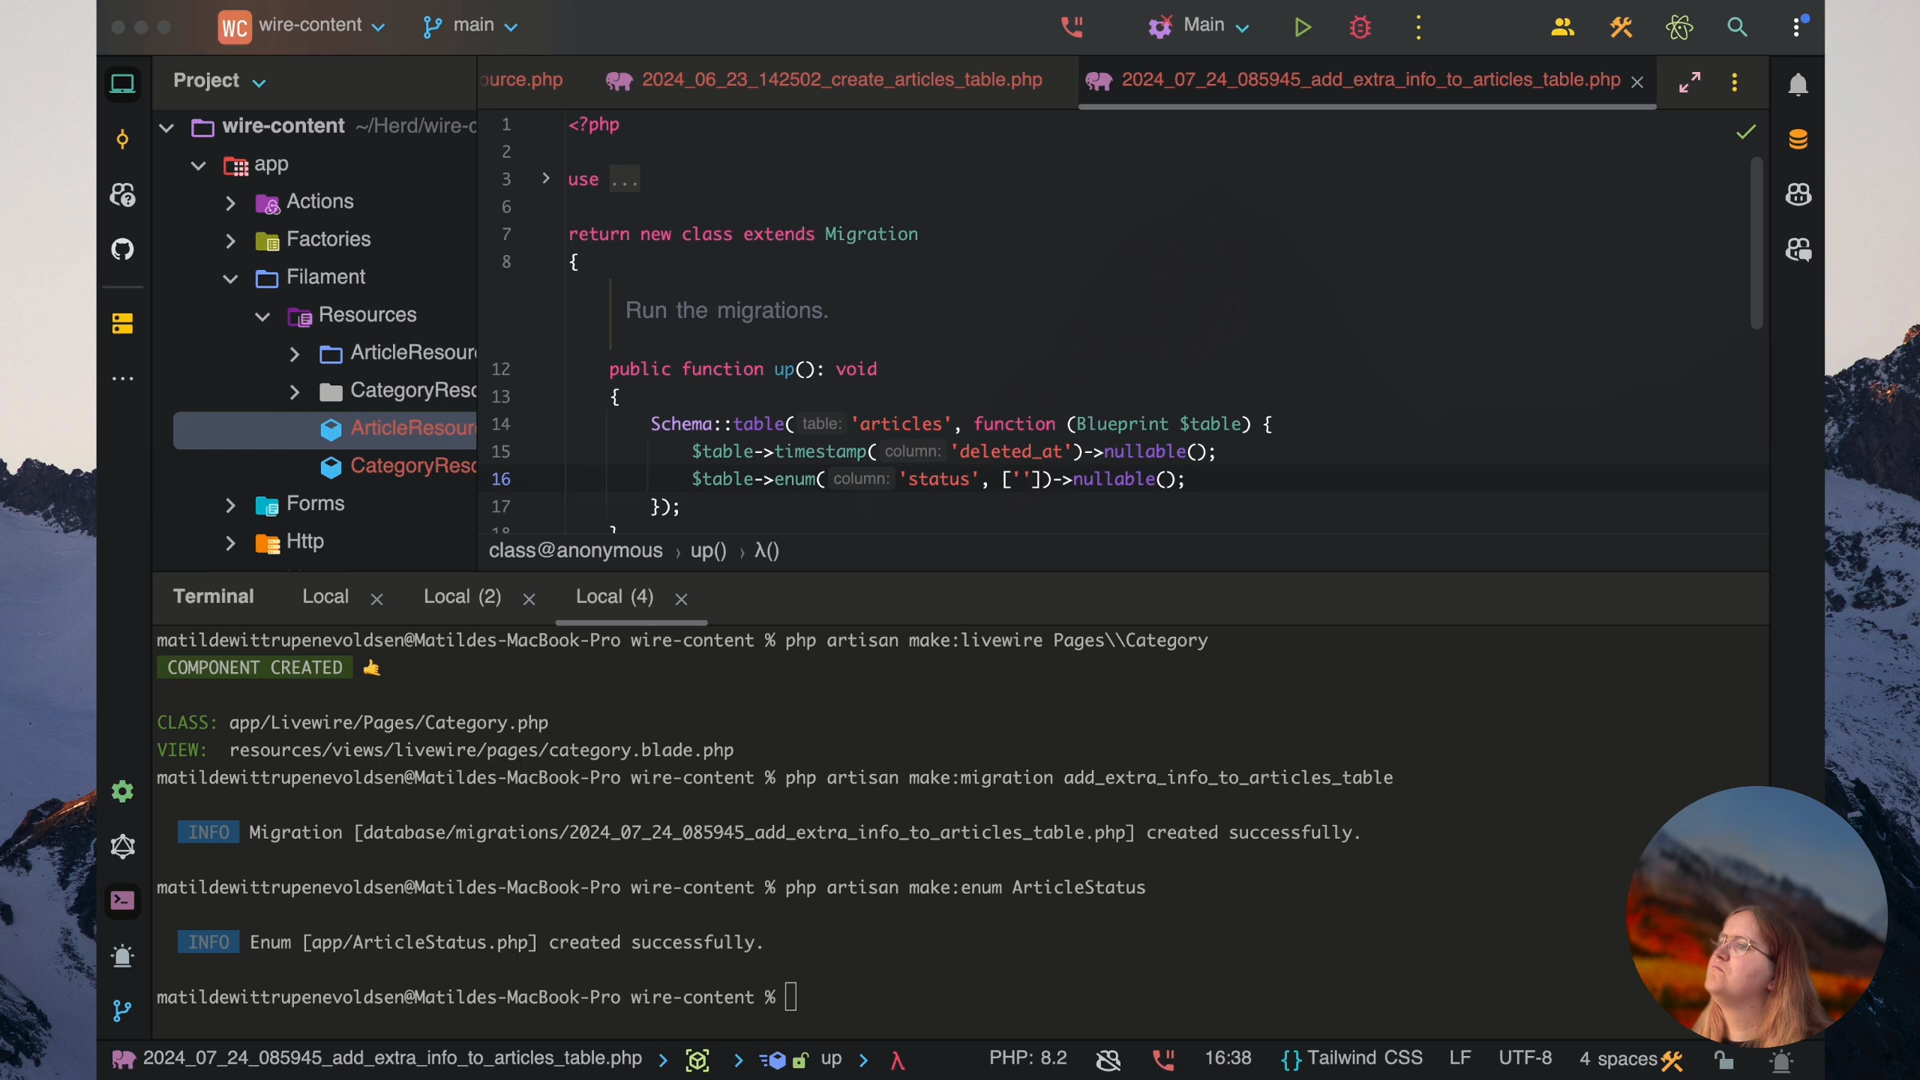 WC wire-content main Main
Project
ource.php 2024_06_23_142502_create_articles_table.php 2024_07_24_085945_add_extra_info_to_articles_table.php
wire-content ~/Herd/wire-c
app
Actions
Factories
Filament
Resources
ArticleResour
CategoryReso
ArticleResour
CategoryReso
Forms
Http
1 <?php
2
3 use ...
6
7 return new class extends Migration
8 {
Run the migrations.
12 public function up(): void
13 {
14 Schema::table( table: 'articles', function (Blueprint $table) {
15 $table->timestamp( column: 'deleted_at')->nullable();
16 $table->enum( column: 'status', [''])->nullable();
17 });
18 }
class@anonymous › up() › λ()
Terminal Local Local (2) Local (4)
matildewittrupenevoldsen@Matildes-MacBook-Pro wire-content % php artisan make:livewire Pages\\Category
COMPONENT CREATED 🤙
CLASS: app/Livewire/Pages/Category.php
VIEW: resources/views/livewire/pages/category.blade.php
matildewittrupenevoldsen@Matildes-MacBook-Pro wire-content % php artisan make:migration add_extra_info_to_articles_table
INFO Migration [database/migrations/2024_07_24_085945_add_extra_info_to_articles_table.php] created successfully.
matildewittrupenevoldsen@Matildes-MacBook-Pro wire-content % php artisan make:enum ArticleStatus
INFO Enum [app/ArticleStatus.php] created successfully.
matildewittrupenevoldsen@Matildes-MacBook-Pro wire-content %
2024_07_24_085945_add_extra_info_to_articles_table.php up λ PHP: 8.2 16:38 {} Tailwind CSS LF UTF-8 4 spaces